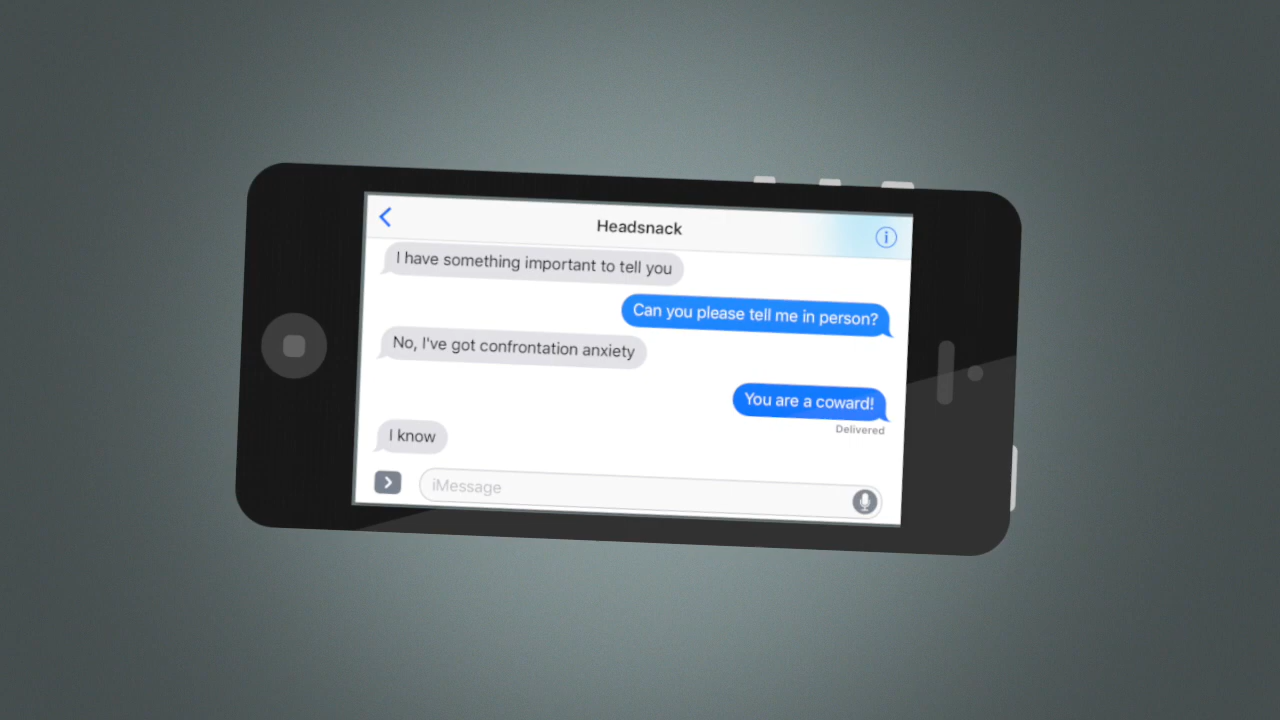 Headsnack
I have something important to tell you
Can you please tell me in person?
No, I've got confrontation anxiety
You are a coward!
Delivered
I know
iMessage